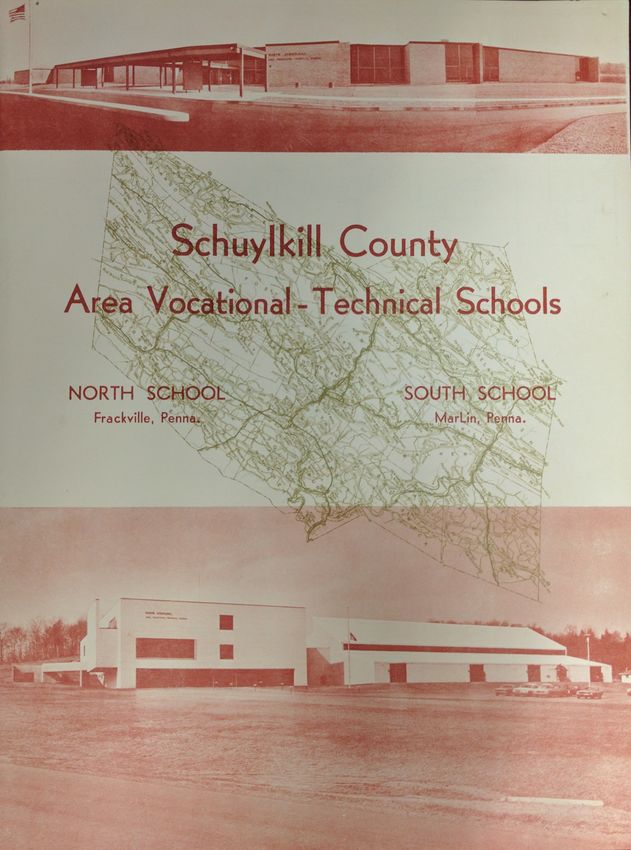 Schuylkill County
Area Vocational-Technical Schools
NORTH SCHOOL
Frackville, Penna.
SOUTH SCHOOL
MarLin, Penna.